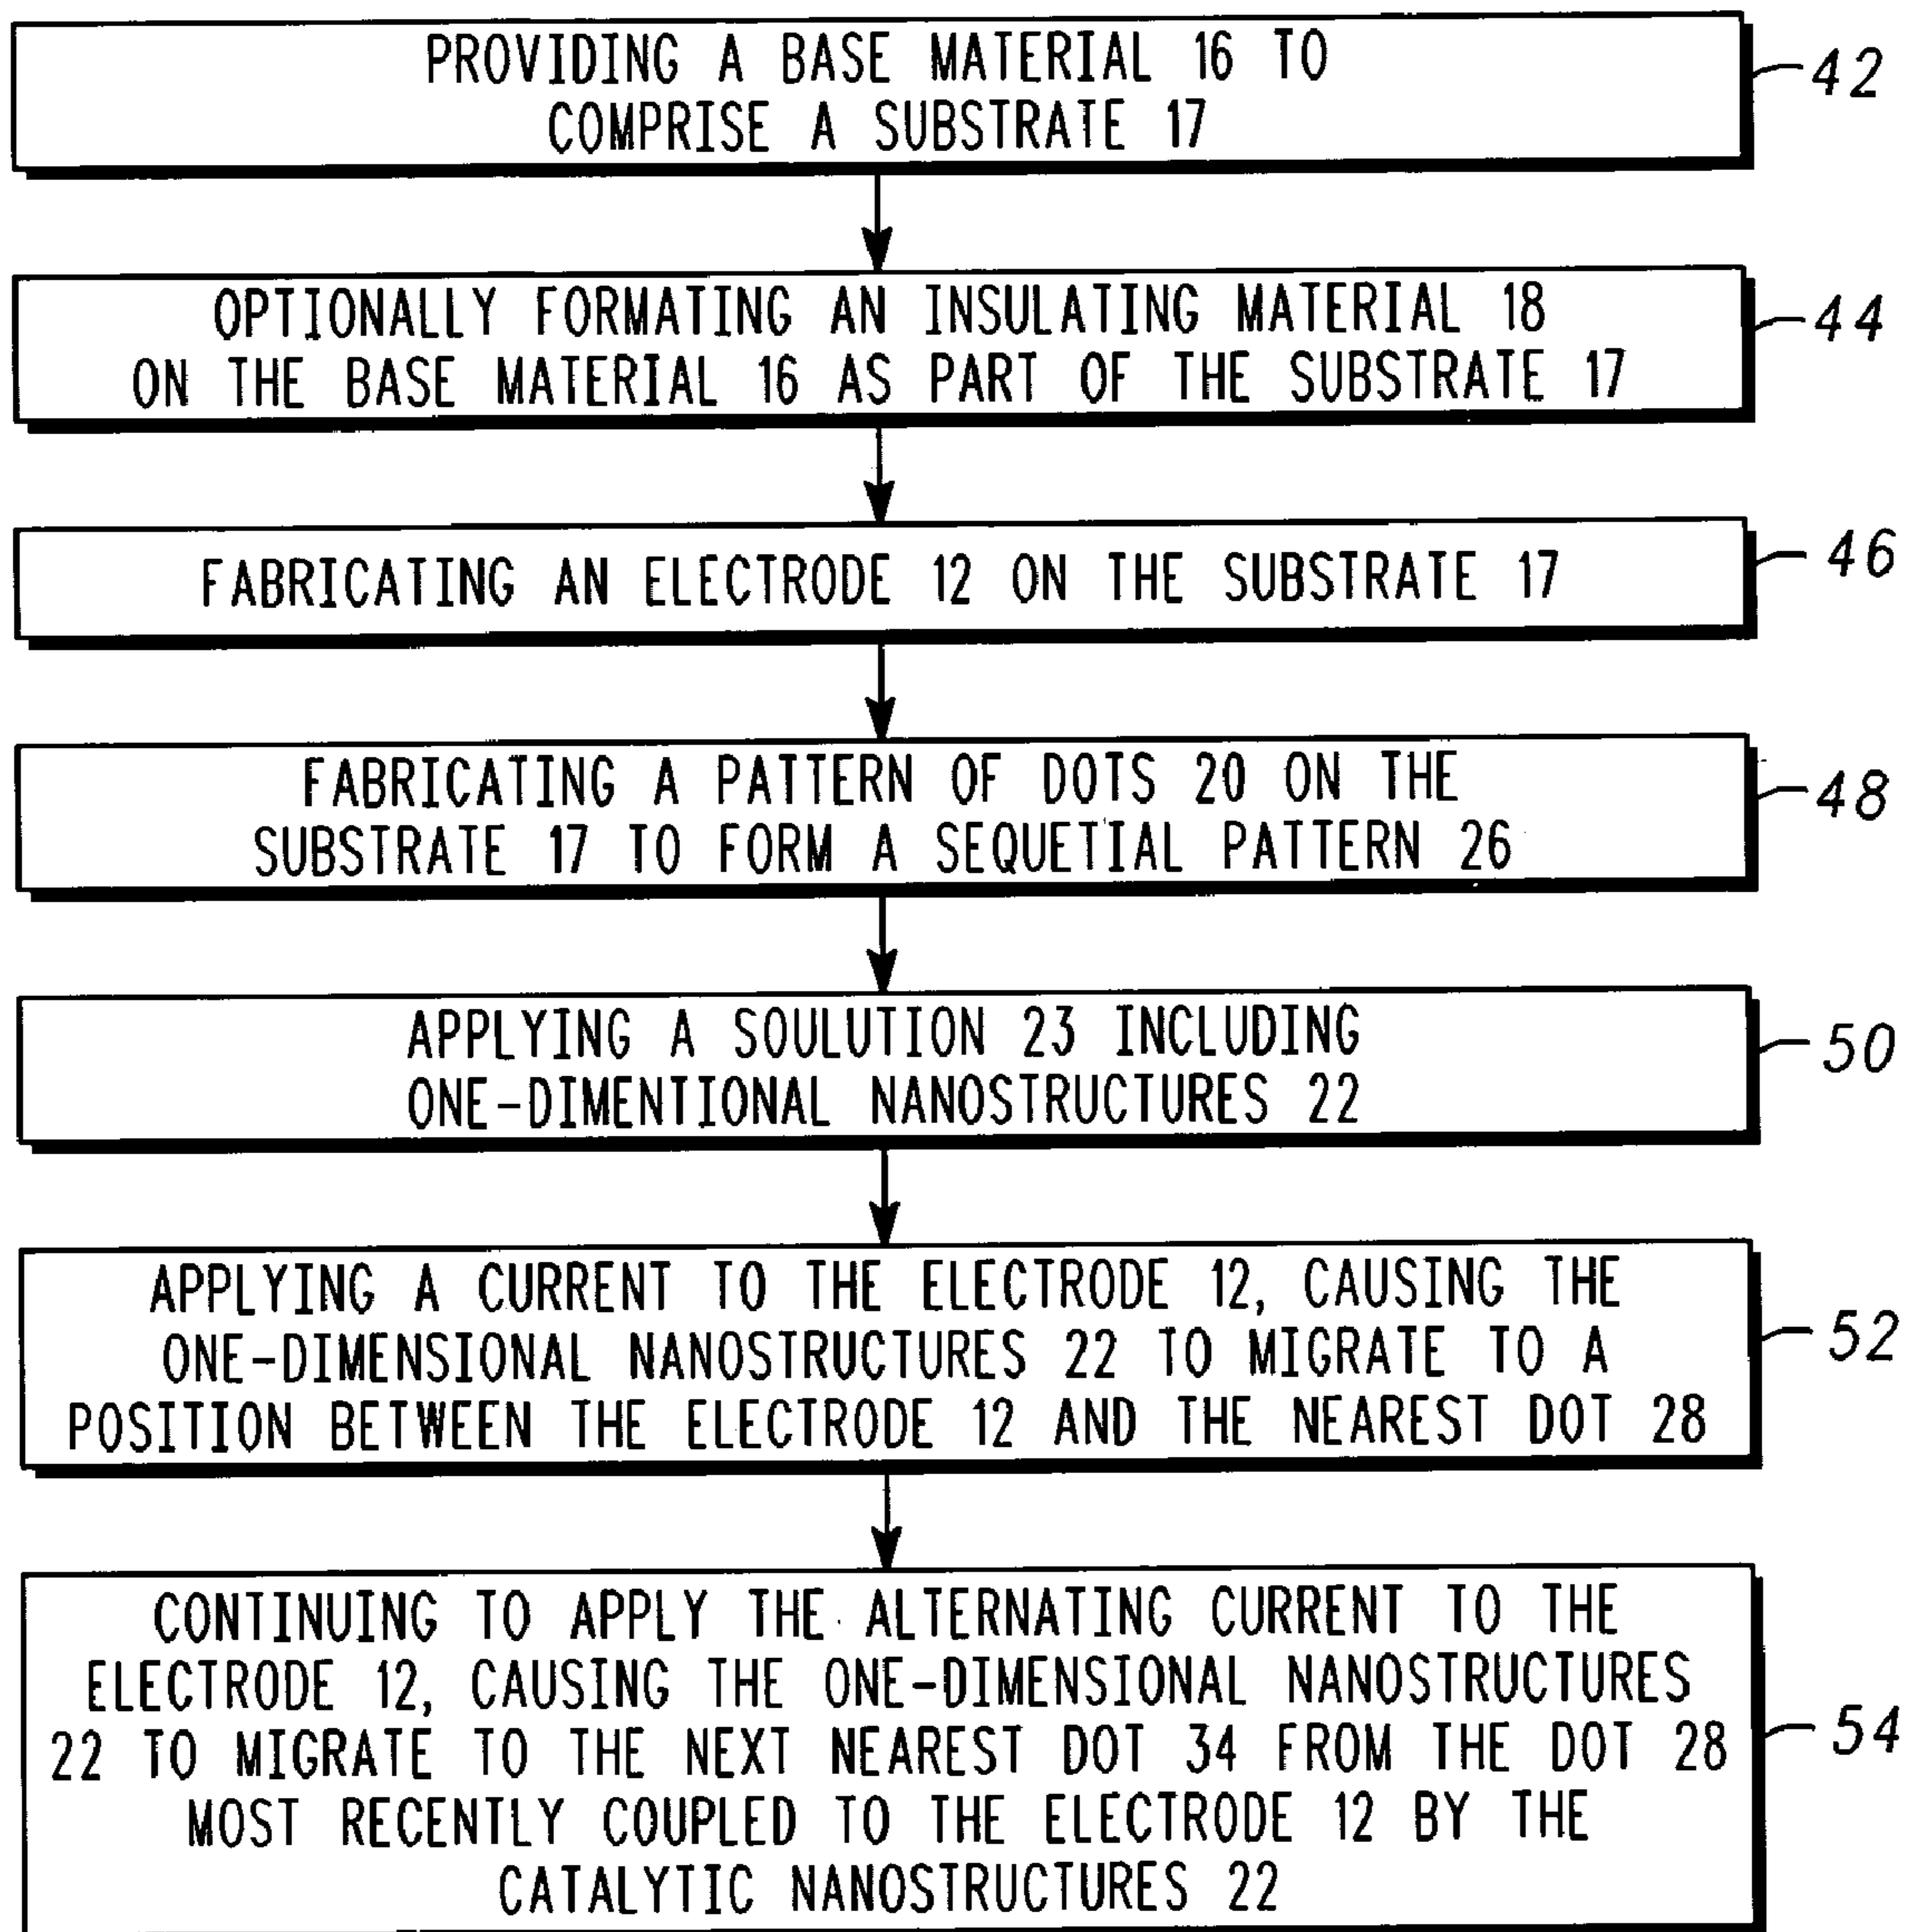 PROVIDING A BASE MATERIAL 16 TO
COMPRISE A SUBSTRATE 17
42
OPTIONALLY FORMATING AN INSULATING MATERIAL 18
ON THE BASE MATERIAL 16 AS PART OF THE SUBSTRATE 17
44
FABRICATING AN ELECTRODE 12 ON THE SUBSTRATE 17
46
FABRICATING A PATTERN OF DOTS 20 ON THE
SUBSTRATE 17 TO FORM A SEQUETIAL PATTERN 26
48
APPLYING A SOULUTION 23 INCLUDING
ONE-DIMENTIONAL NANOSTRUCTURES 22
50
APPLYING A CURRENT TO THE ELECTRODE 12, CAUSING THE
ONE-DIMENSIONAL NANOSTRUCTURES 22 TO MIGRATE TO A
POSITION BETWEEN THE ELECTRODE 12 AND THE NEAREST DOT 28
52
CONTINUING TO APPLY THE ALTERNATING CURRENT TO THE
ELECTRODE 12, CAUSING THE ONE-DIMENSIONAL NANOSTRUCTURES
22 TO MIGRATE TO THE NEXT NEAREST DOT 34 FROM THE DOT 28
MOST RECENTLY COUPLED TO THE ELECTRODE 12 BY THE
CATALYTIC NANOSTRUCTURES 22
54